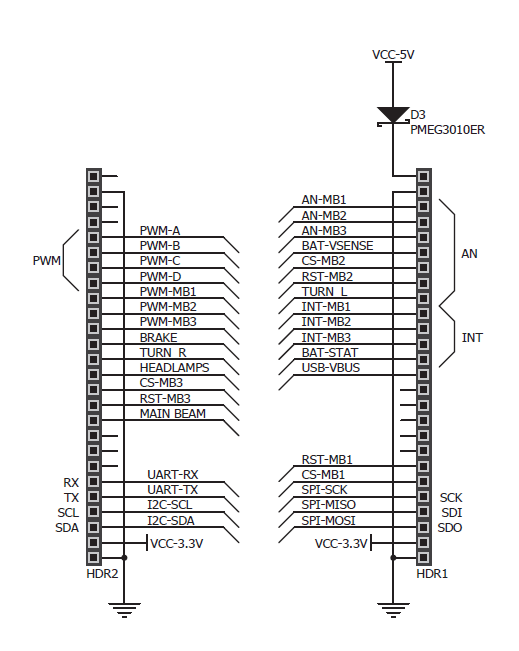 VCC-5V
D3
PMEG3010ER
AN-MB1
AN-MB2
AN-MB3
BAT-VSENSE
CS-MB2
RST-MB2
TURN_L
INT-MB1
INT-MB2
INT-MB3
BAT-STAT
USB-VBUS
AN
INT
PWM
PWM-A
PWM-B
PWM-C
PWM-D
PWM-MB1
PWM-MB2
PWM-MB3
BRAKE
TURN_R
HEADLAMPS
CS-MB3
RST-MB3
MAIN BEAM
RX
TX
SCL
SDA
UART-RX
UART-TX
I2C-SCL
I2C-SDA
VCC-3.3V
HDR2
RST-MB1
CS-MB1
SPI-SCK
SPI-MISO
SPI-MOSI
VCC-3.3V
SCK
SDI
SDO
HDR1